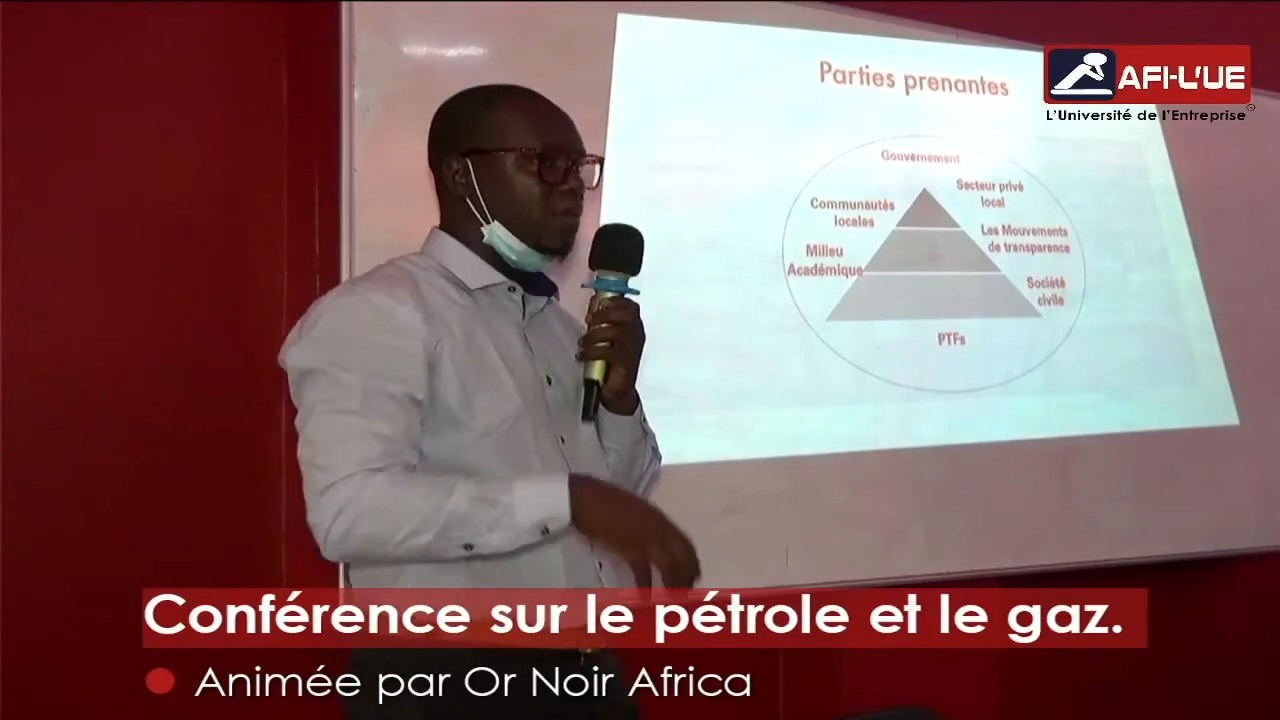 Parties prenantes
AFI-L'UE
L'Université de l'Entreprise
Gouvernement
Secteur privé
local
Communautés
locales
Les Mouvements
de transparence
Milieu
Académique
Société
civile
PTFs
Conférence sur le pétrole et le gaz.
Animée par Or Noir Africa